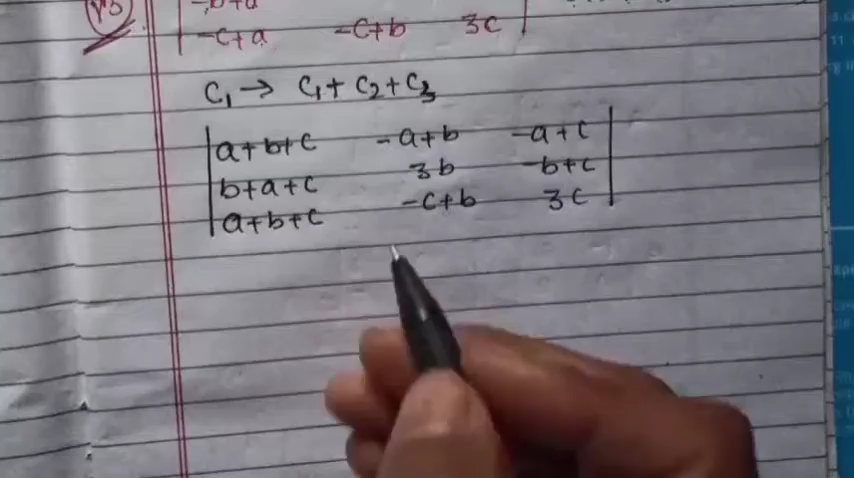 -b+a
-c+a -c+b 3c
C₁ → C₁ + C₂ + C₃
a+b+c -a+b -a+c
b+a+c 3b -b+c
a+b+c -c+b 3c